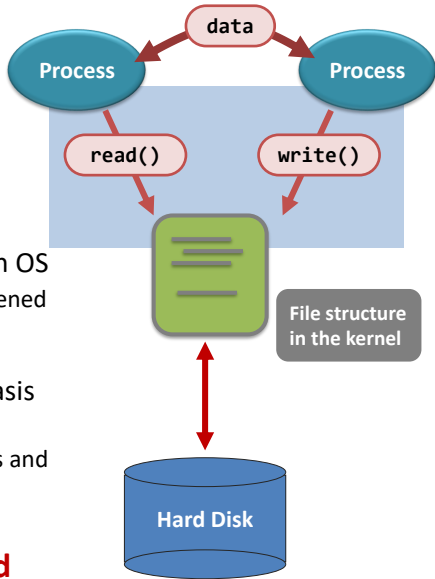 data
Process
Process
read()
write()
n OS
ened
File structure
in the kernel
asis
s and
Hard Disk
d